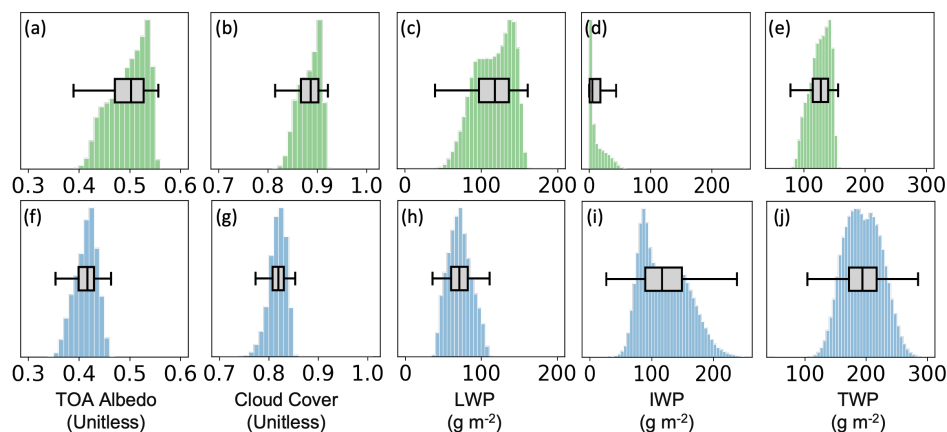 (a) (b) (c) (d) (e)
0.3 0.4 0.5 0.6 0.7 0.8 0.9 1.0 0 100 200 0 100 200 100 200 300
(f) (g) (h) (i) (j)
0.3 0.4 0.5 0.6 0.7 0.8 0.9 1.0 0 100 200 0 100 200 100 200 300
TOA Albedo Cloud Cover LWP IWP TWP
(Unitless) (Unitless) (g m-2) (g m-2) (g m-2)